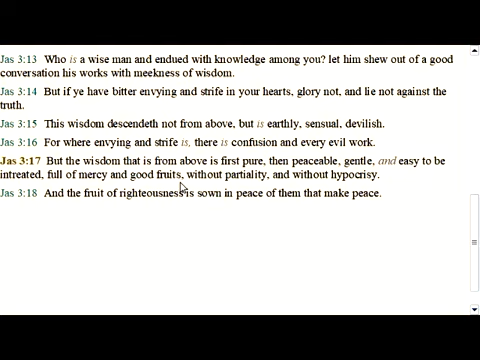 Jas 3:13 Who is a wise man and endued with knowledge among you? let him shew out of a good
conversation his works with meekness of wisdom.
Jas 3:14 But if ye have bitter envying and strife in your hearts, glory not, and lie not against the
truth.
Jas 3:15 This wisdom descendeth not from above, but is earthly, sensual, devilish.
Jas 3:16 For where envying and strife is, there is confusion and every evil work.
Jas 3:17 But the wisdom that is from above is first pure, then peaceable, gentle, and easy to be
intreated, full of mercy and good fruits, without partiality, and without hypocrisy.
Jas 3:18 And the fruit of righteousness is sown in peace of them that make peace.